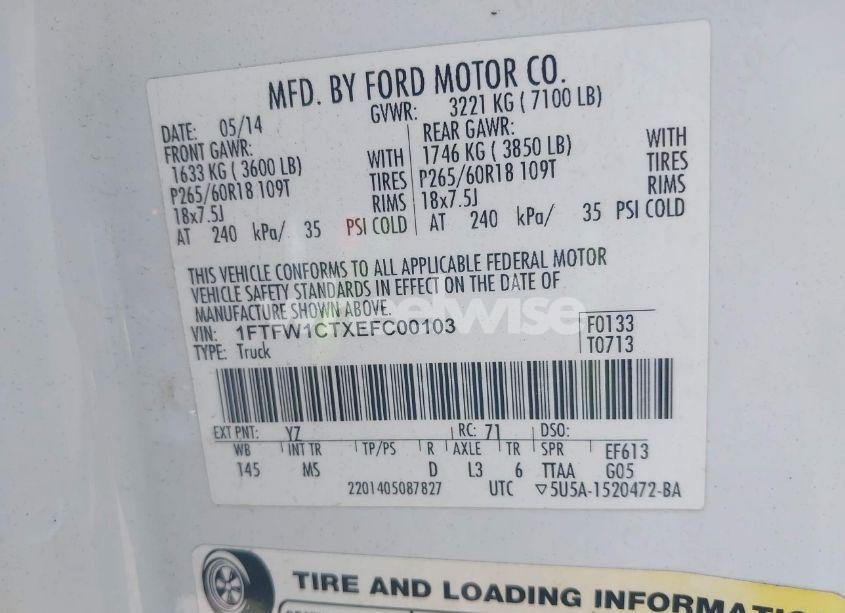 MFD. BY FORD MOTOR CO.
DATE: 05/14 GVWR: 3221 KG ( 7100 LB)
FRONT GAWR: REAR GAWR:
1633 KG ( 3600 LB) WITH 1746 KG ( 3850 LB) WITH
P265/60R18 109T TIRES P265/60R18 109T TIRES
18x7.5J RIMS 18x7.5J RIMS
AT 240 kPa/ 35 PSI COLD AT 240 kPa/ 35 PSI COLD
THIS VEHICLE CONFORMS TO ALL APPLICABLE FEDERAL MOTOR
VEHICLE SAFETY STANDARDS IN EFFECT ON THE DATE OF
MANUFACTURE SHOWN ABOVE.
VIN: 1FTFW1CTXEFC00103 F0133
TYPE: Truck T0713
EXT PNT: YZ RC: 71 DSO:
WB INT TR TP/PS R AXLE TR SPR EF613
145 MS D L3 6 TTAA G05
2201405087827 UTC ▽5U5A-1520472-BA
TIRE AND LOADING INFORMATION